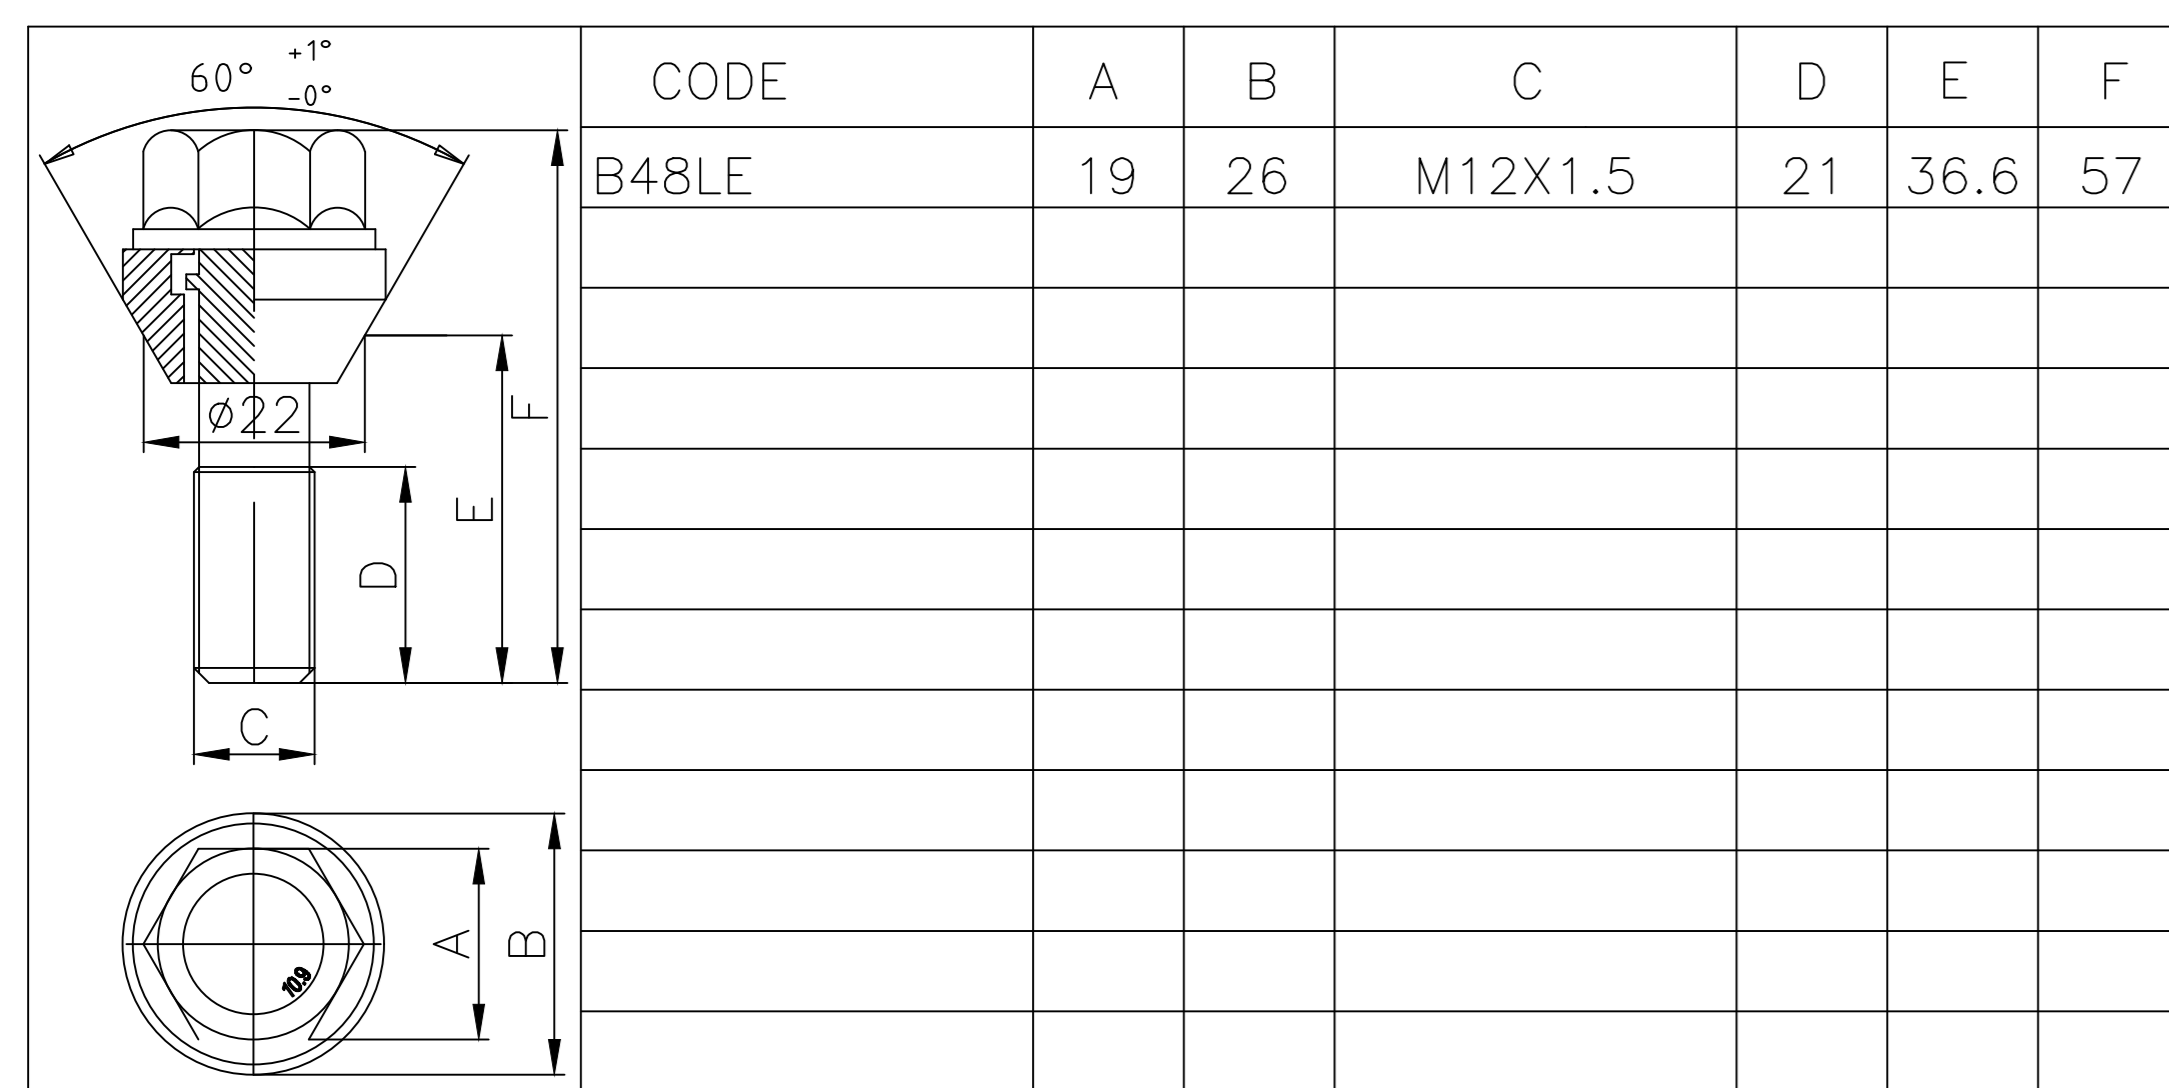 60° +1°
-0°
CODE A B C D E F
B48LE 19 26 M12X1.5 21 36.6 57
ø22
F
E
D
C
A
B
10.9